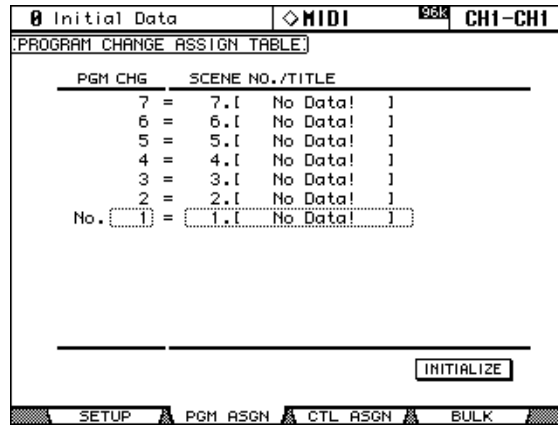 0 Initial Data ◇MIDI 96K CH1-CH1
PROGRAM CHANGE ASSIGN TABLE
PGM CHG SCENE NO./TITLE
7 = 7.[ No Data! ]
6 = 6.[ No Data! ]
5 = 5.[ No Data! ]
4 = 4.[ No Data! ]
3 = 3.[ No Data! ]
2 = 2.[ No Data! ]
No. 1 = 1.[ No Data! ]
INITIALIZE
SETUP PGM ASGN CTL ASGN BULK